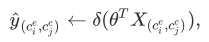 ŷ_{(c_i^e, c_j^c)} ← δ(θ^T X_{(c_i^e, c_j^c)}),